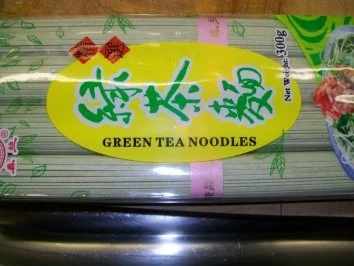 綠茶麵
GREEN TEA NOODLES
Net Weight: 300g